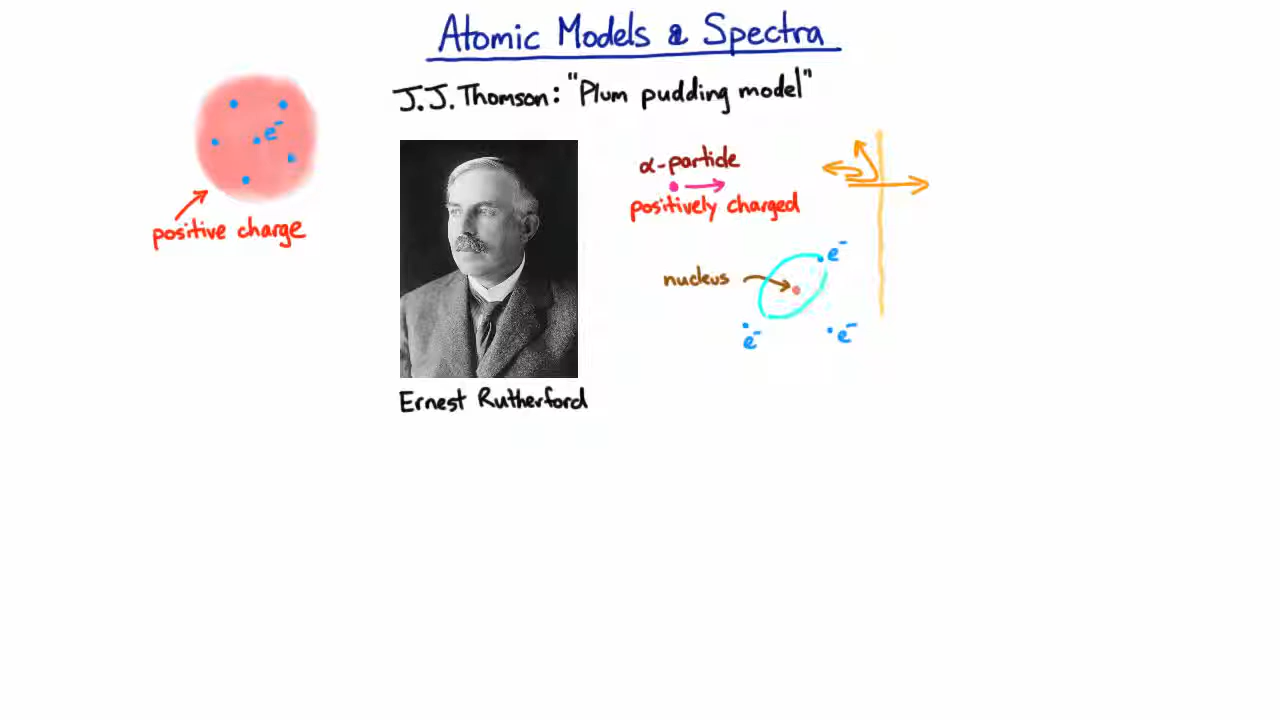 Atomic Models & Spectra
J.J. Thomson: "Plum pudding model"
e⁻
positive charge
α-particle
positively charged
nucleus
e⁻
e⁻
e⁻
Ernest Rutherford